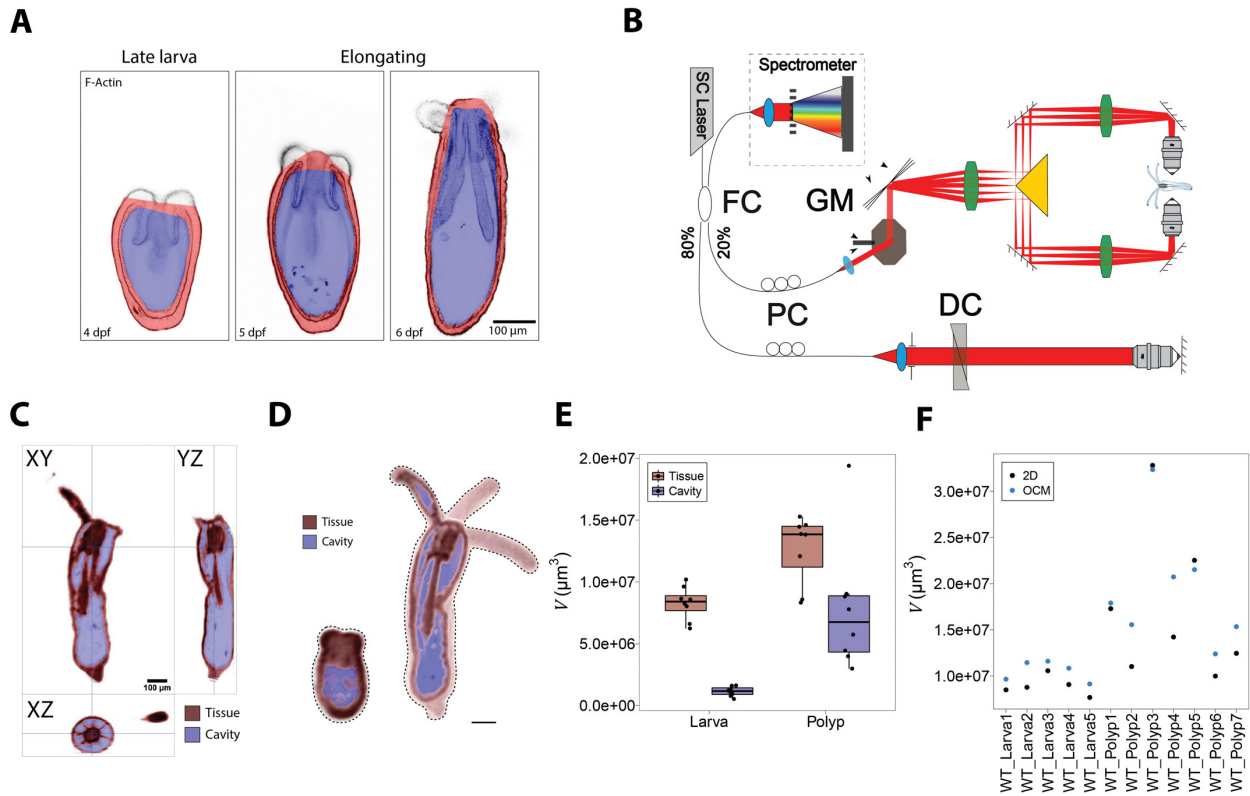 A
Late larva
Elongating
F-Actin
4 dpf
5 dpf
6 dpf
100 µm
B
SC Laser
Spectrometer
FC
GM
80%
20%
PC
DC
C
XY
YZ
100 µm
XZ
Tissue
Cavity
D
Tissue
Cavity
E
Tissue
Cavity
2.0e+07
1.5e+07
1.0e+07
5.0e+06
0.0e+00
V (µm³)
Larva
Polyp
F
2D
OCM
3.0e+07
2.5e+07
2.0e+07
1.5e+07
1.0e+07
V (µm³)
WT_Larva1
WT_Larva2
WT_Larva3
WT_Larva4
WT_Larva5
WT_Polyp1
WT_Polyp2
WT_Polyp3
WT_Polyp4
WT_Polyp5
WT_Polyp6
WT_Polyp7